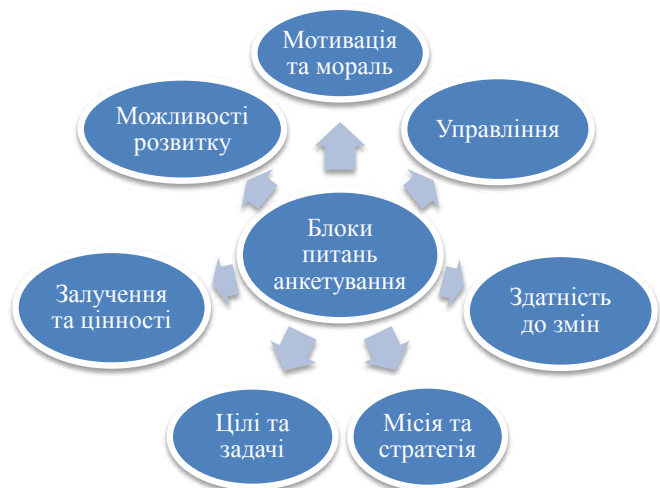 Мотивація
та мораль
Управління
Здатність
до змін
Місія та
стратегія
Цілі та
задачі
Залучення
та цінності
Можливості
розвитку
Блоки
питань
анкетування